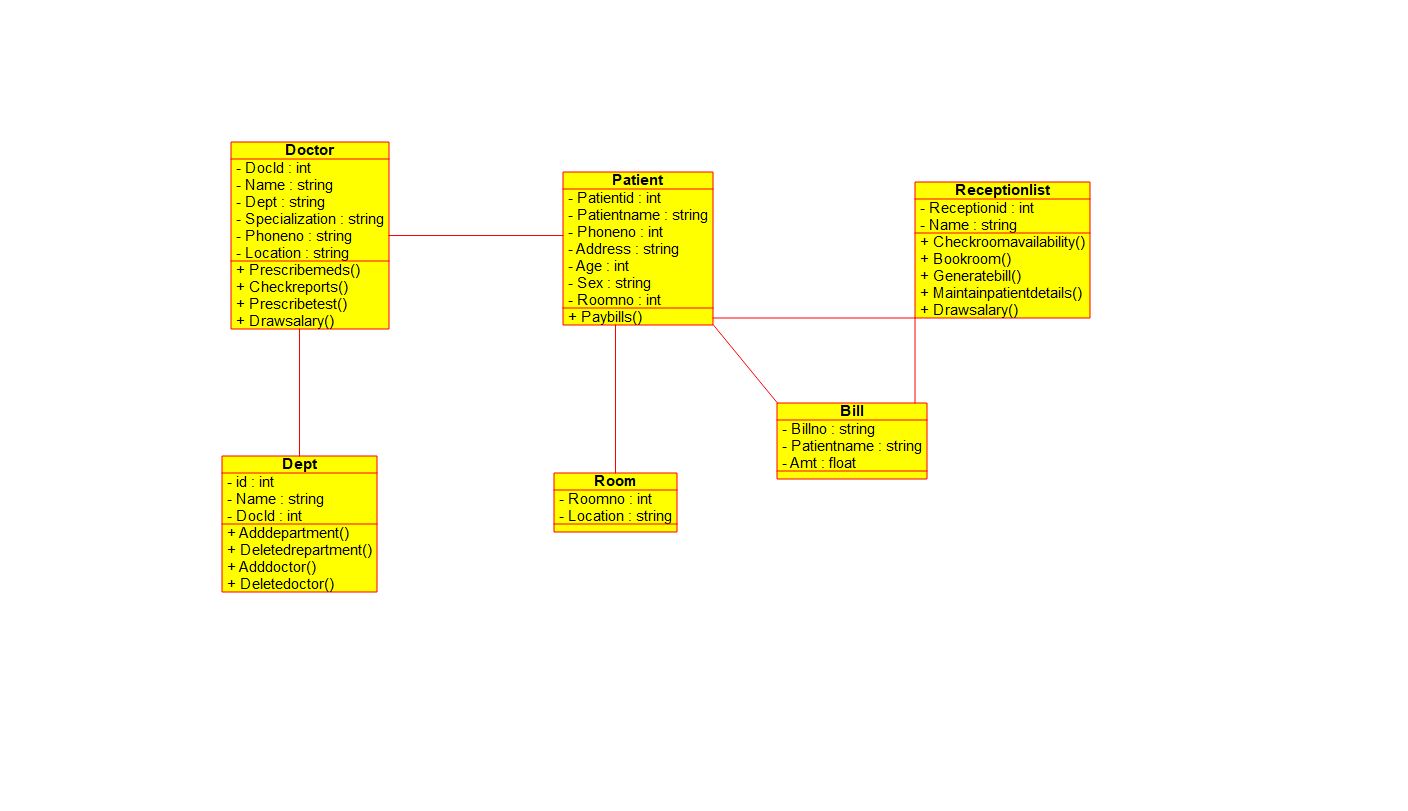 Doctor
- DocId : int
- Name : string
- Dept : string
- Specialization : string
- Phoneno : string
- Location : string
+ Prescribemeds()
+ Checkreports()
+ Prescribetest()
+ Drawsalary()
Patient
- Patientid : int
- Patientname : string
- Phoneno : int
- Address : string
- Age : int
- Sex : string
- Roomno : int
+ Paybills()
Receptionlist
- Receptionid : int
- Name : string
+ Checkroomavailability()
+ Bookroom()
+ Generatebill()
+ Maintainpatientdetails()
+ Drawsalary()
Bill
- Billno : string
- Patientname : string
- Amt : float
Dept
- id : int
- Name : string
- DocId : int
+ Adddepartment()
+ Deletedrepartment()
+ Adddoctor()
+ Deletedoctor()
Room
- Roomno : int
- Location : string